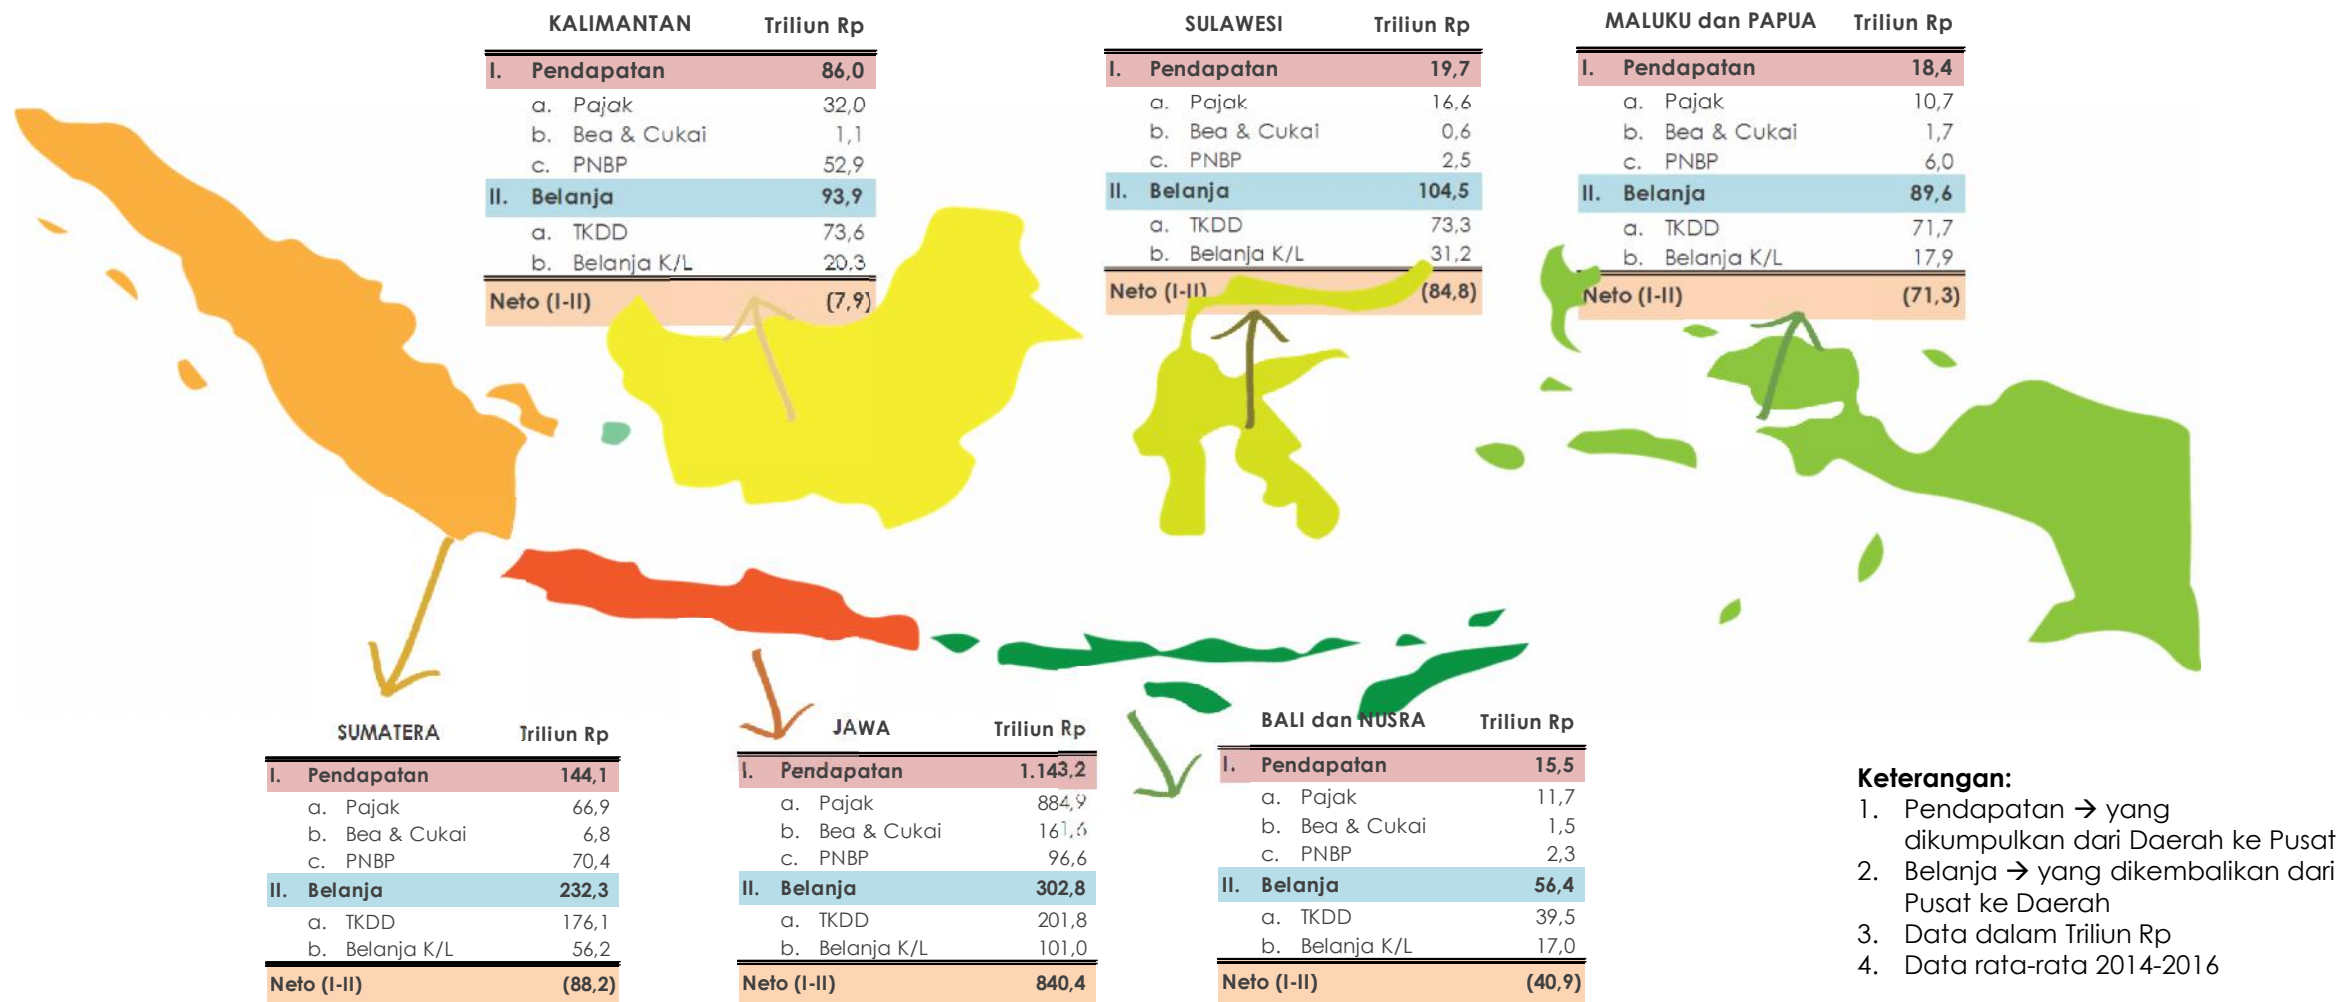 KALIMANTAN Triliun Rp
I. Pendapatan 86,0
a. Pajak 32,0
b. Bea & Cukai 1,1
c. PNBP 52,9
II. Belanja 93,9
a. TKDD 73,6
b. Belanja K/L 20,3
Neto (I-II) (7,9)
SULAWESI Triliun Rp
I. Pendapatan 19,7
a. Pajak 16,6
b. Bea & Cukai 0,6
c. PNBP 2,5
II. Belanja 104,5
a. TKDD 73,3
b. Belanja K/L 31,2
Neto (I-II) (84,8)
MALUKU dan PAPUA Triliun Rp
I. Pendapatan 18,4
a. Pajak 10,7
b. Bea & Cukai 1,7
c. PNBP 6,0
II. Belanja 89,6
a. TKDD 71,7
b. Belanja K/L 17,9
Neto (I-II) (71,3)
SUMATERA Triliun Rp
I. Pendapatan 144,1
a. Pajak 66,9
b. Bea & Cukai 6,8
c. PNBP 70,4
II. Belanja 232,3
a. TKDD 176,1
b. Belanja K/L 56,2
Neto (I-II) (88,2)
JAWA Triliun Rp
I. Pendapatan 1.143,2
a. Pajak 884,9
b. Bea & Cukai 161,6
c. PNBP 96,6
II. Belanja 302,8
a. TKDD 201,8
b. Belanja K/L 101,0
Neto (I-II) 840,4
BALI dan NUSRA Triliun Rp
I. Pendapatan 15,5
a. Pajak 11,7
b. Bea & Cukai 1,5
c. PNBP 2,3
II. Belanja 56,4
a. TKDD 39,5
b. Belanja K/L 17,0
Neto (I-II) (40,9)
Keterangan:
1. Pendapatan → yang
dikumpulkan dari Daerah ke Pusat
2. Belanja → yang dikembalikan dari
Pusat ke Daerah
3. Data dalam Triliun Rp
4. Data rata-rata 2014-2016